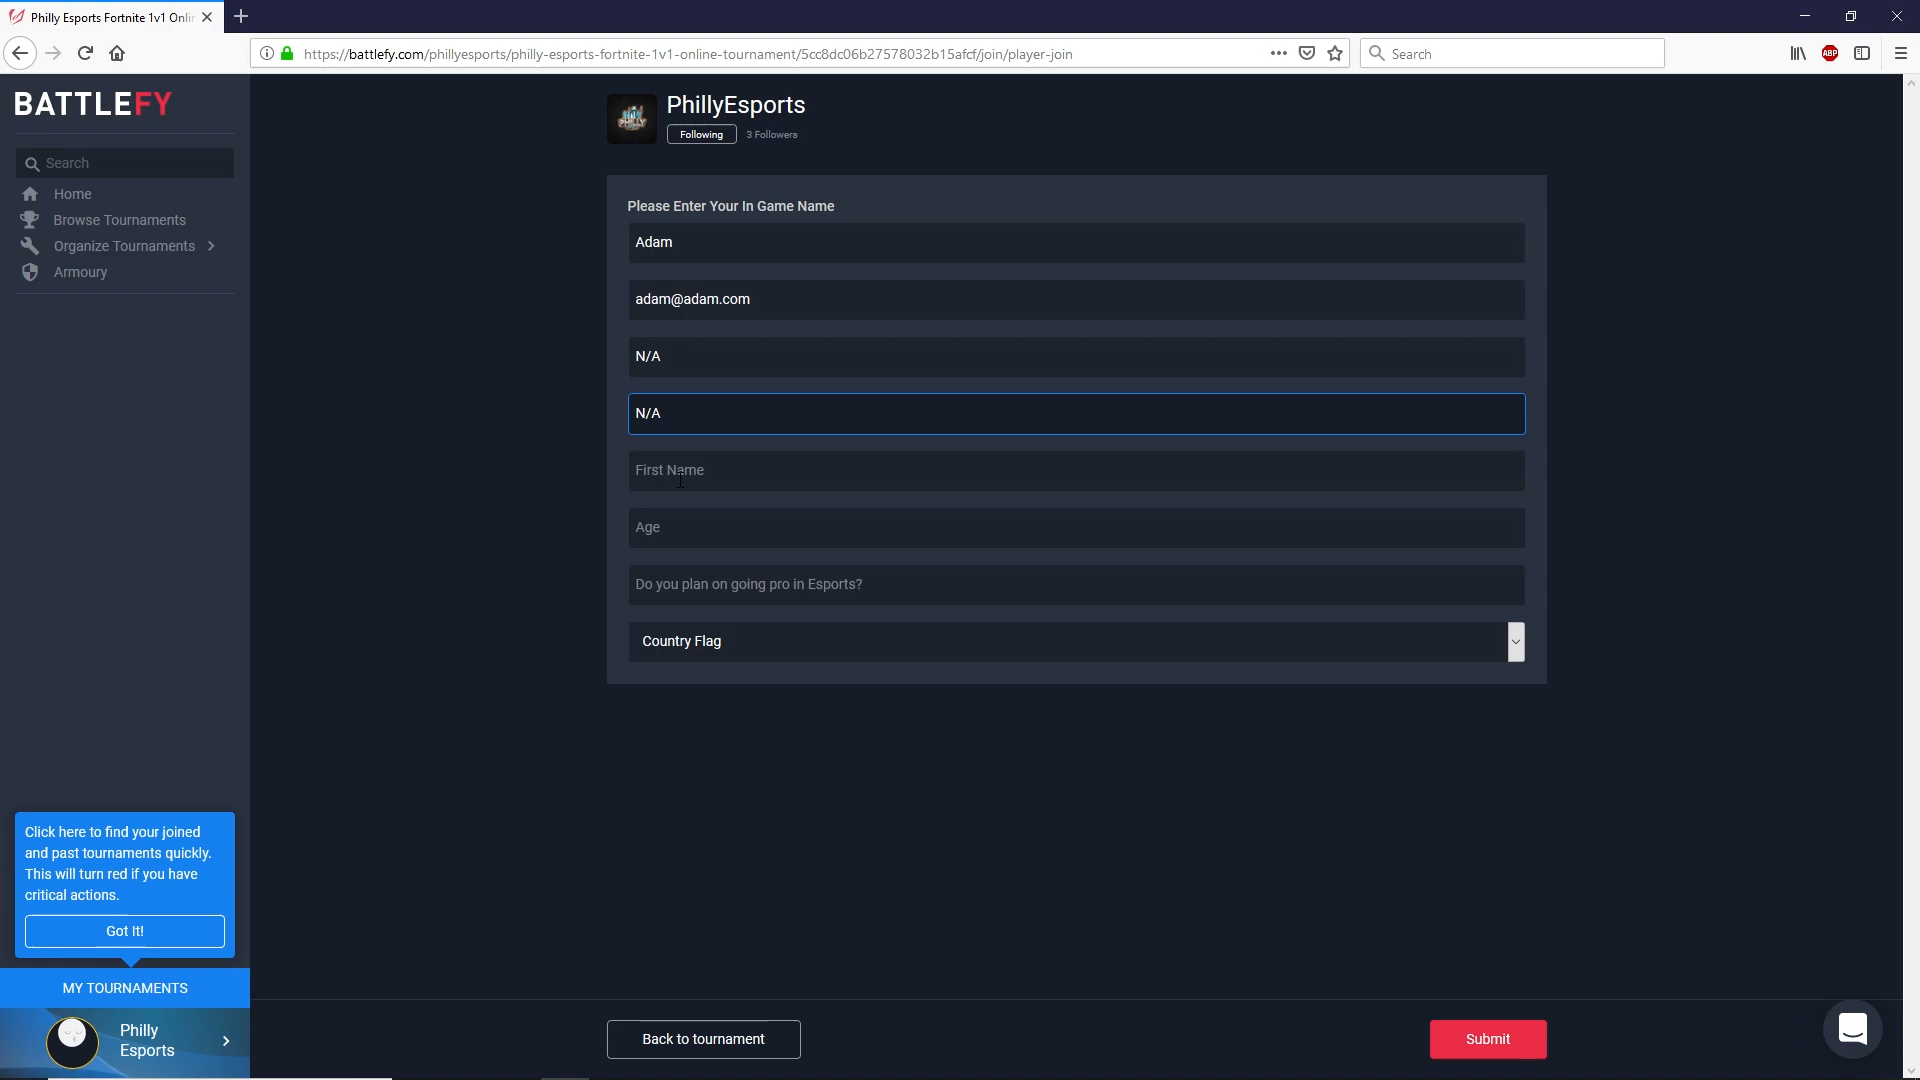 Philly Esports Fortnite 1v1 Onlin
https://battlefy.com/phillyesports/philly-esports-fortnite-1v1-online-tournament/5cc8dc06b27578032b15afcf/join/player-join
Search
ABP
BATTLEFY
Search
Home
Browse Tournaments
Organize Tournaments
Armoury
PhillyEsports
Following
3 Followers
Please Enter Your In Game Name
Adam
adam@adam.com
N/A
N/A
First Name
Age
Do you plan on going pro in Esports?
Country Flag
Click here to find your joined
and past tournaments quickly.
This will turn red if you have
critical actions.
Got It!
MY TOURNAMENTS
Philly
Esports
Back to tournament
Submit